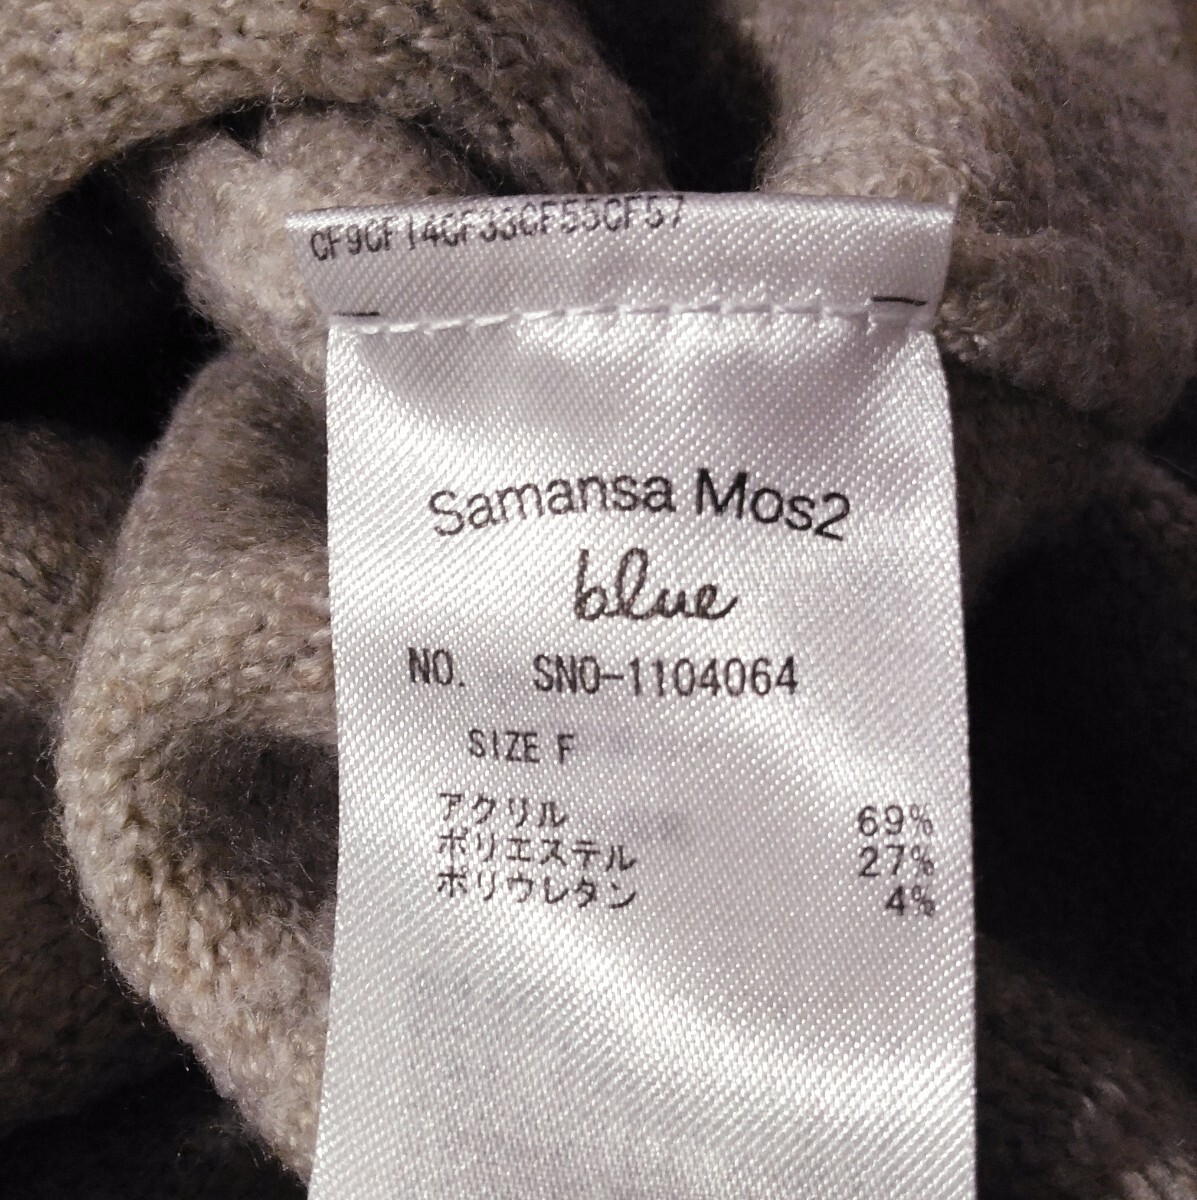 CF9CF14CF33CF55CF57
Samansa Mos2
blue
NO. SNO-1104064
SIZE F
アクリル 69%
ポリエステル 27%
ポリウレタン 4%